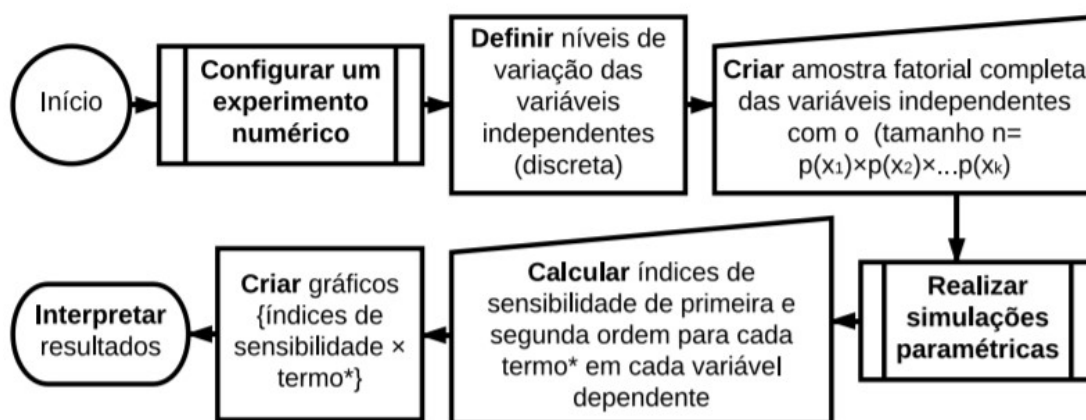 Início
Configurar um
experimento
numérico
Definir níveis de
variação das
variáveis
independentes
(discreta)
Criar amostra fatorial completa
das variáveis independentes
com o (tamanho n=
p(x₁)×p(x₂)×...p(xₖ)
Realizar
simulações
paramétricas
Calcular índices de
sensibilidade de primeira e
segunda ordem para cada
termo* em cada variável
dependente
Criar gráficos
{índices de
sensibilidade ×
termo*}
Interpretar
resultados